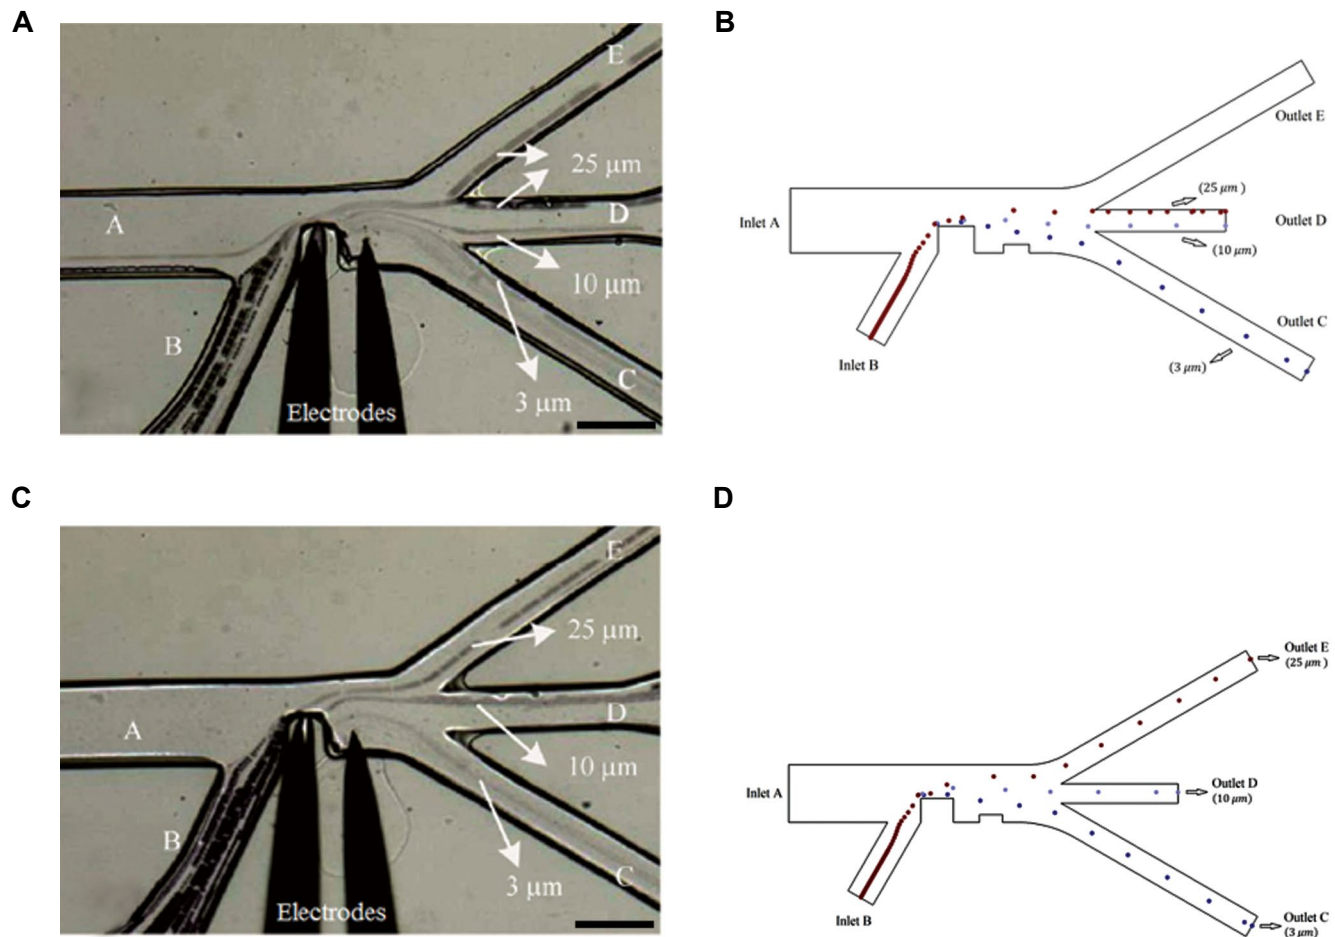 A
E
25 μm
A
D
10 μm
B
C
3 μm
Electrodes
B
Outlet E
(25 μm )
Inlet A
Outlet D
(10 μm)
Outlet C
(3 μm)
Inlet B
C
E
25 μm
A
D
10 μm
B
3 μm
C
Electrodes
D
Outlet E
(25 μm )
Inlet A
Outlet D
(10 μm)
Inlet B
Outlet C
(3 μm)